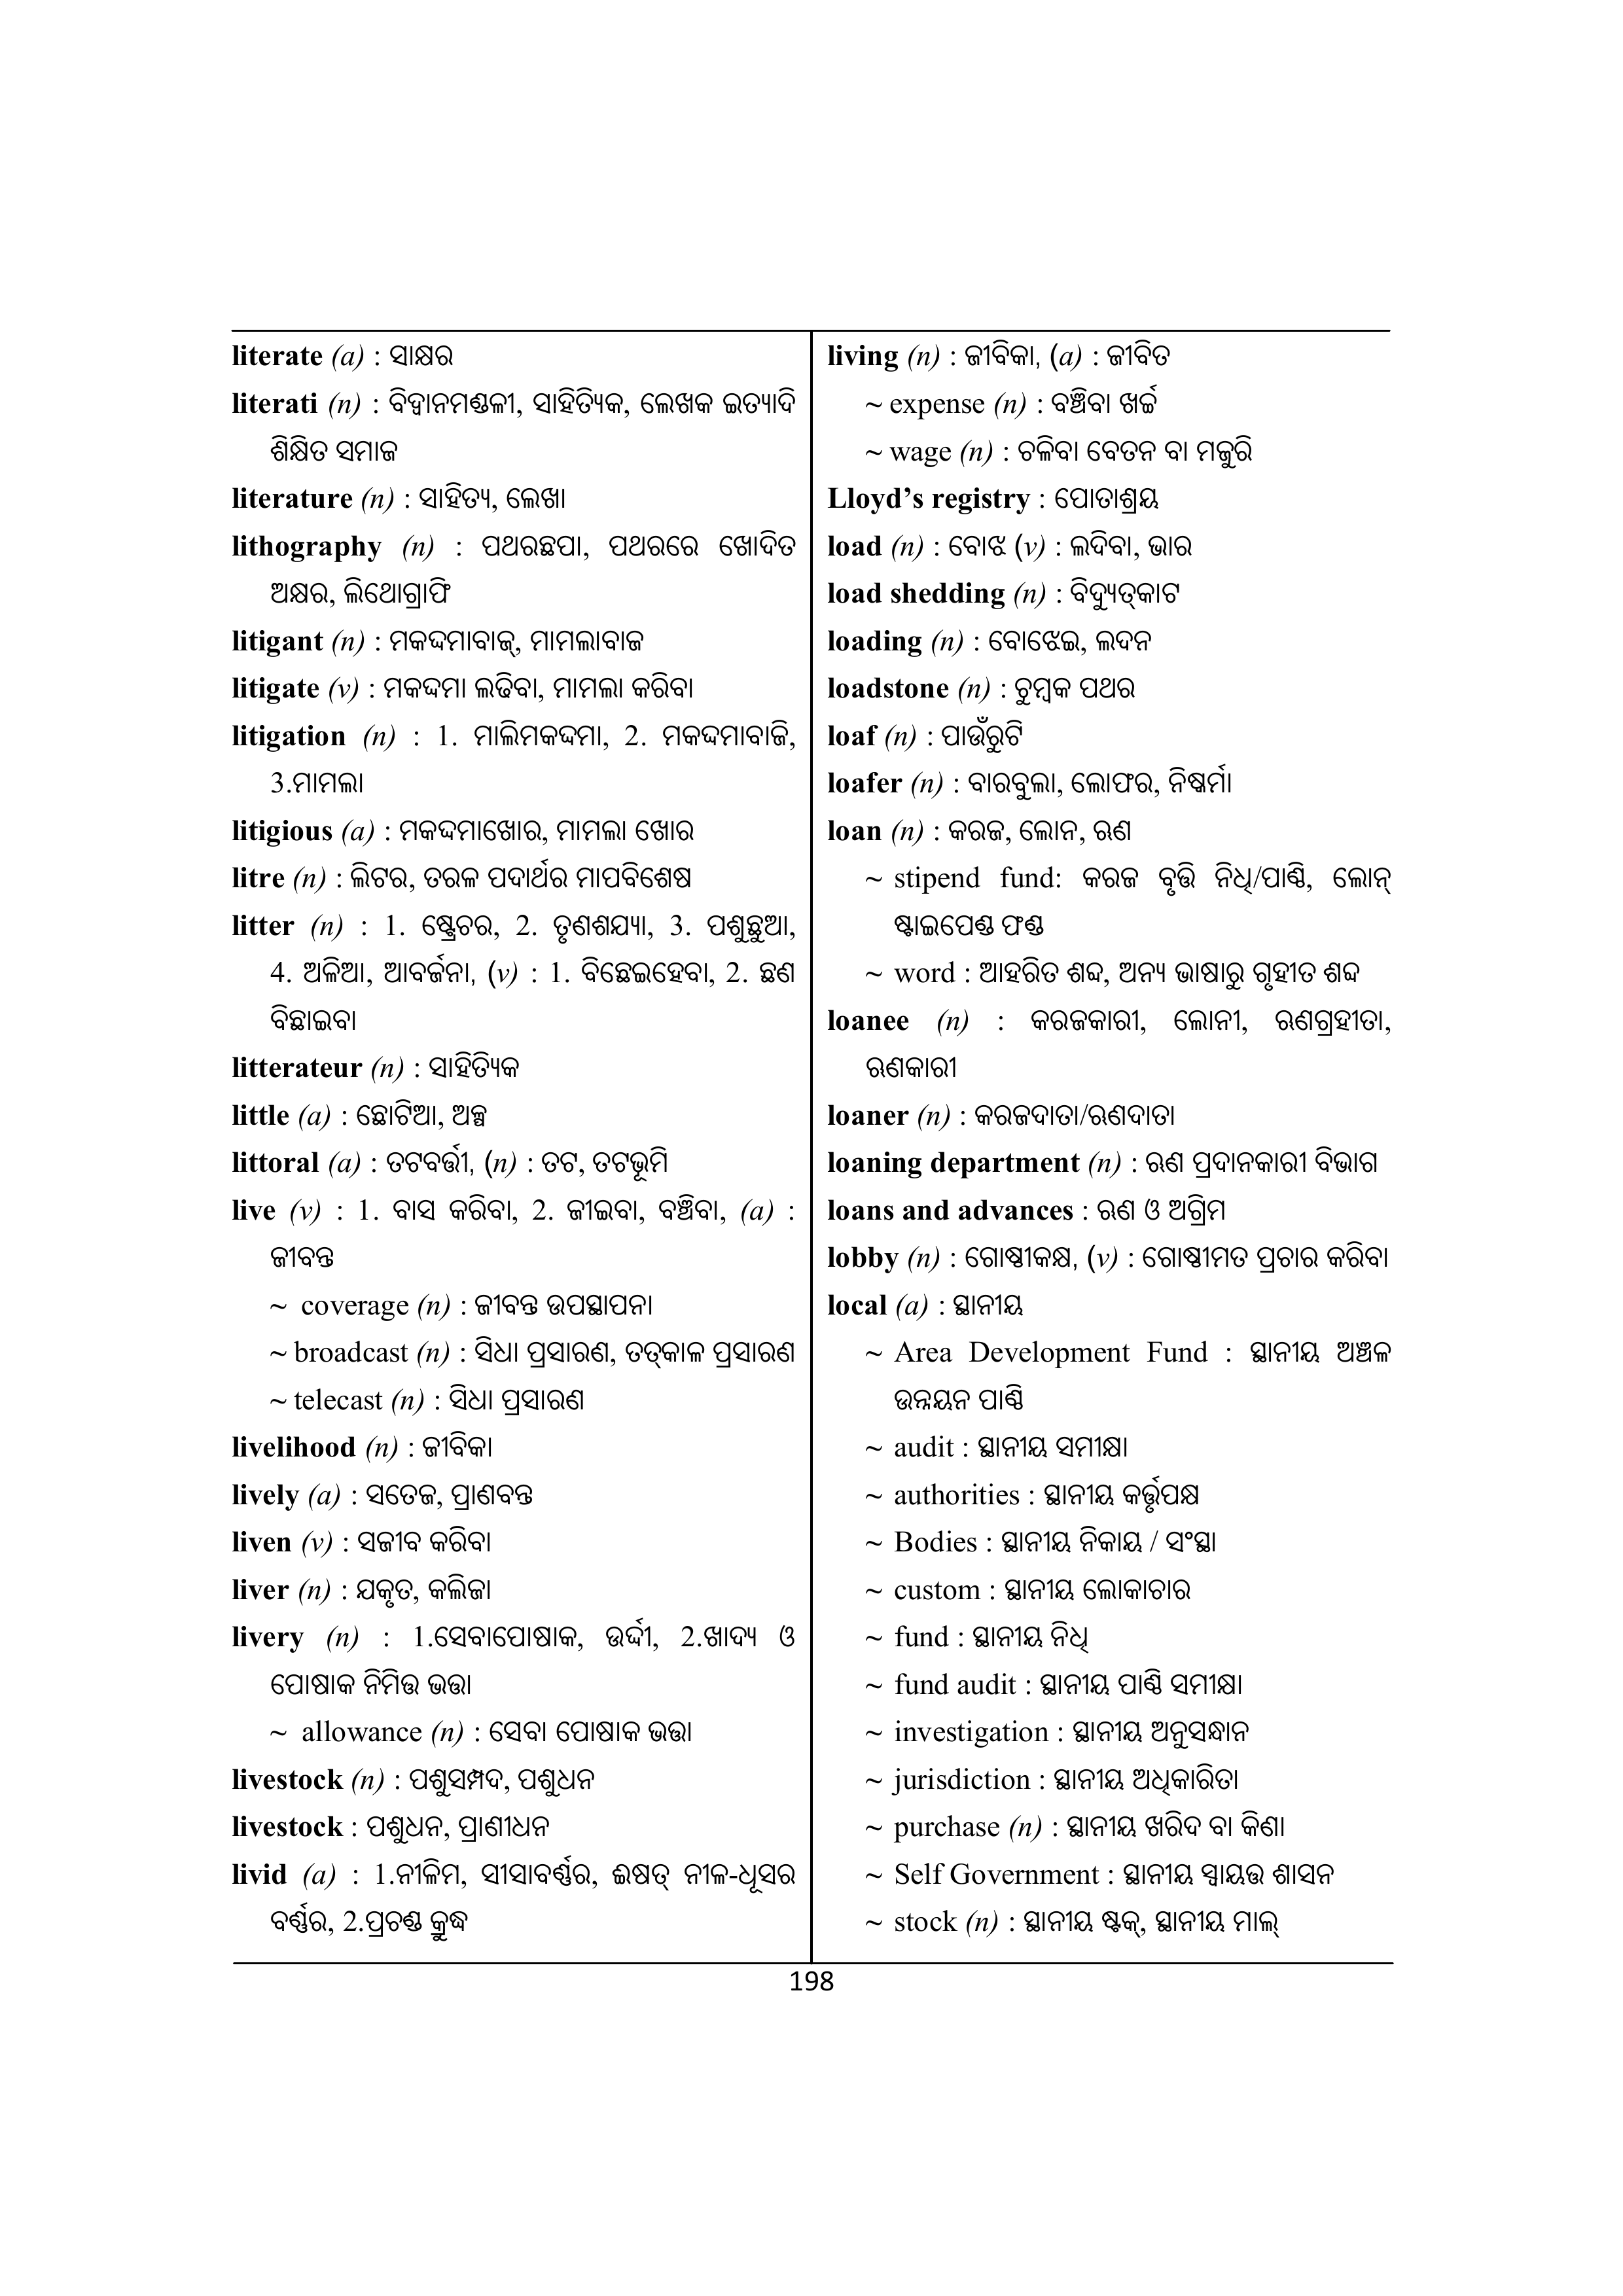 literate (a) : ସାକ୍ଷର
literati (n) : ବିଦ୍ୱାନମଣ୍ଡଳୀ, ସାହିତ୍ୟିକ, ଲେଖକ ଇତ୍ୟାଦି
ଶିକ୍ଷିତ ସମାଜ
literature (n) : ସାହିତ୍ୟ, ଲେଖା
lithography (n) : ପଥରଛପା, ପଥରରେ ଖୋଦିତ
ଅକ୍ଷର, ଲିଥୋଗ୍ରାଫି
litigant (n) : ମକଦ୍ଦମାବାଜ୍, ମାମଲାବାଜ
litigate (v) : ମକଦ୍ଦମା ଲଢିବା, ମାମଲା କରିବା
litigation (n) : 1. ମାଲିମକଦ୍ଦମା, 2. ମକଦ୍ଦମାବାଜି,
3.ମାମଲା
litigious (a) : ମକଦ୍ଦମାଖୋର, ମାମଲା ଖୋର
litre (n) : ଲିଟର, ତରଳ ପଦାର୍ଥର ମାପବିଶେଷ
litter (n) : 1. ଷ୍ଟ୍ରେଚର, 2. ତୃଣଶଯ୍ୟା, 3. ପଶୁଛୁଆ,
4. ଅଳିଆ, ଆବର୍ଜନା, (v) : 1. ବିଛେଇହେବା, 2. ଛଣ
ବିଛାଇବା
litterateur (n) : ସାହିତ୍ୟିକ
little (a) : ଛୋଟିଆ, ଅଳ୍ପ
littoral (a) : ତଟବର୍ତ୍ତୀ, (n) : ତଟ, ତଟଭୂମି
live (v) : 1. ବାସ କରିବା, 2. ଜୀଇବା, ବଞ୍ଚିବା, (a) :
ଜୀବନ୍ତ
~ coverage (n) : ଜୀବନ୍ତ ଉପସ୍ଥାପନା
~ broadcast (n) : ସିଧା ପ୍ରସାରଣ, ତତ୍‌କାଳ ପ୍ରସାରଣ
~ telecast (n) : ସିଧା ପ୍ରସାରଣ
livelihood (n) : ଜୀବିକା
lively (a) : ସତେଜ, ପ୍ରାଣବନ୍ତ
liven (v) : ସଜୀବ କରିବା
liver (n) : ଯକୃତ, କଲିଜା
livery (n) : 1.ସେବାପୋଷାକ, ଉର୍ଦ୍ଦୀ, 2.ଖାଦ୍ୟ ଓ
ପୋଷାକ ନିମିତ୍ତ ଭତ୍ତା
~ allowance (n) : ସେବା ପୋଷାକ ଭତ୍ତା
livestock (n) : ପଶୁସମ୍ପଦ, ପଶୁଧନ
livestock : ପଶୁଧନ, ପ୍ରାଣୀଧନ
livid (a) : 1.ନୀଳିମ, ସୀସାବର୍ଣ୍ଣର, ଈଷତ୍ ନୀଳ-ଧୂସର
ବର୍ଣ୍ଣର, 2.ପ୍ରଚଣ୍ଡ କ୍ରୁଦ୍ଧ
living (n) : ଜୀବିକା, (a) : ଜୀବିତ
~ expense (n) : ବଞ୍ଚିବା ଖର୍ଚ୍ଚ
~ wage (n) : ଚଳିବା ବେତନ ବା ମଜୁରି
Lloyd’s registry : ପୋତାଶ୍ରୟ
load (n) : ବୋଝ (v) : ଲଦିବା, ଭାର
load shedding (n) : ବିଦ୍ୟୁତ୍‌କାଟ
loading (n) : ବୋଝେଇ, ଲଦନ
loadstone (n) : ଚୁମ୍ବକ ପଥର
loaf (n) : ପାଉଁରୁଟି
loafer (n) : ବାରବୁଲା, ଲୋଫର, ନିଷ୍କର୍ମା
loan (n) : କରଜ, ଲୋନ, ଋଣ
~ stipend fund: କରଜ ବୃତ୍ତି ନିଧି/ପାଣ୍ଠି, ଲୋନ୍
ଷ୍ଟାଇପେଣ୍ଡ ଫଣ୍ଡ
~ word : ଆହରିତ ଶବ୍ଦ, ଅନ୍ୟ ଭାଷାରୁ ଗୃହୀତ ଶବ୍ଦ
loanee (n) : କରଜକାରୀ, ଲୋନୀ, ଋଣଗ୍ରହୀତା,
ଋଣକାରୀ
loaner (n) : କରଜଦାତା/ଋଣଦାତା
loaning department (n) : ଋଣ ପ୍ରଦାନକାରୀ ବିଭାଗ
loans and advances : ଋଣ ଓ ଅଗ୍ରିମ
lobby (n) : ଗୋଷ୍ଠୀକକ୍ଷ, (v) : ଗୋଷ୍ଠୀମତ ପ୍ରଚାର କରିବା
local (a) : ସ୍ଥାନୀୟ
~ Area Development Fund : ସ୍ଥାନୀୟ ଅଞ୍ଚଳ
ଉନ୍ନୟନ ପାଣ୍ଠି
~ audit : ସ୍ଥାନୀୟ ସମୀକ୍ଷା
~ authorities : ସ୍ଥାନୀୟ କର୍ତ୍ତୃପକ୍ଷ
~ Bodies : ସ୍ଥାନୀୟ ନିକାୟ / ସଂସ୍ଥା
~ custom : ସ୍ଥାନୀୟ ଲୋକାଚାର
~ fund : ସ୍ଥାନୀୟ ନିଧି
~ fund audit : ସ୍ଥାନୀୟ ପାଣ୍ଠି ସମୀକ୍ଷା
~ investigation : ସ୍ଥାନୀୟ ଅନୁସନ୍ଧାନ
~ jurisdiction : ସ୍ଥାନୀୟ ଅଧିକାରିତା
~ purchase (n) : ସ୍ଥାନୀୟ ଖରିଦ ବା କିଣା
~ Self Government : ସ୍ଥାନୀୟ ସ୍ୱାୟତ୍ତ ଶାସନ
~ stock (n) : ସ୍ଥାନୀୟ ଷ୍ଟକ୍, ସ୍ଥାନୀୟ ମାଲ୍
198